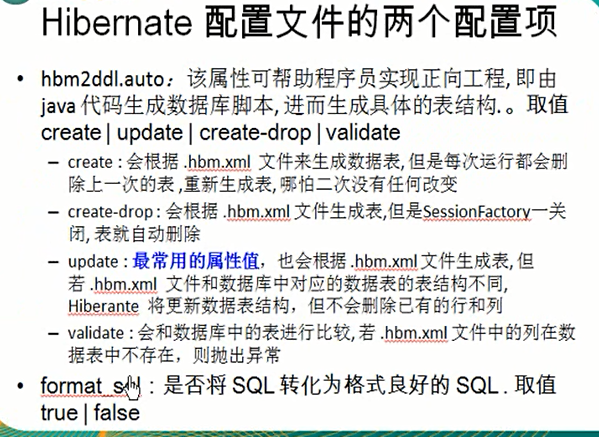 Hibernate 配置文件的两个配置项
• hbm2ddl.auto：该属性可帮助程序员实现正向工程, 即由
java 代码生成数据库脚本, 进而生成具体的表结构.。取值
create | update | create-drop | validate
– create : 会根据 .hbm.xml 文件来生成数据表, 但是每次运行都会删
除上一次的表 ,重新生成表, 哪怕二次没有任何改变
– create-drop : 会根据 .hbm.xml 文件生成表,但是SessionFactory一关
闭, 表就自动删除
– update : 最常用的属性值，也会根据 .hbm.xml 文件生成表, 但
若 .hbm.xml 文件和数据库中对应的数据表的表结构不同,
Hiberante 将更新数据表结构，但不会删除已有的行和列
– validate : 会和数据库中的表进行比较, 若 .hbm.xml 文件中的列在数
据表中不存在，则抛出异常
• format_sql : 是否将 SQL 转化为格式良好的 SQL . 取值
true | false